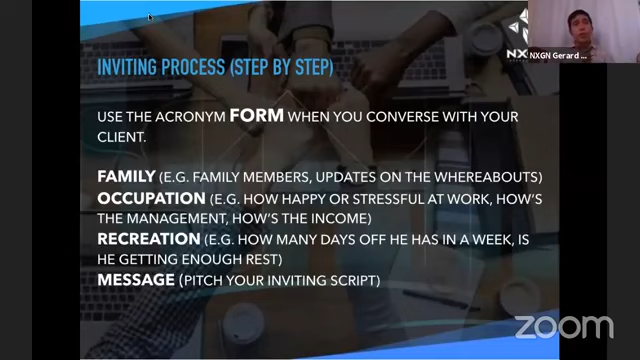 NXGN Gerard ...
INVITING PROCESS (STEP BY STEP)
USE THE ACRONYM FORM WHEN YOU CONVERSE WITH YOUR
CLIENT.
FAMILY (E.G. FAMILY MEMBERS, UPDATES ON THE WHEREABOUTS)
OCCUPATION (E.G. HOW HAPPY OR STRESSFUL AT WORK, HOW'S
THE MANAGEMENT, HOW'S THE INCOME)
RECREATION (E.G. HOW MANY DAYS OFF HE HAS IN A WEEK, IS
HE GETTING ENOUGH REST)
MESSAGE (PITCH YOUR INVITING SCRIPT)
zoom